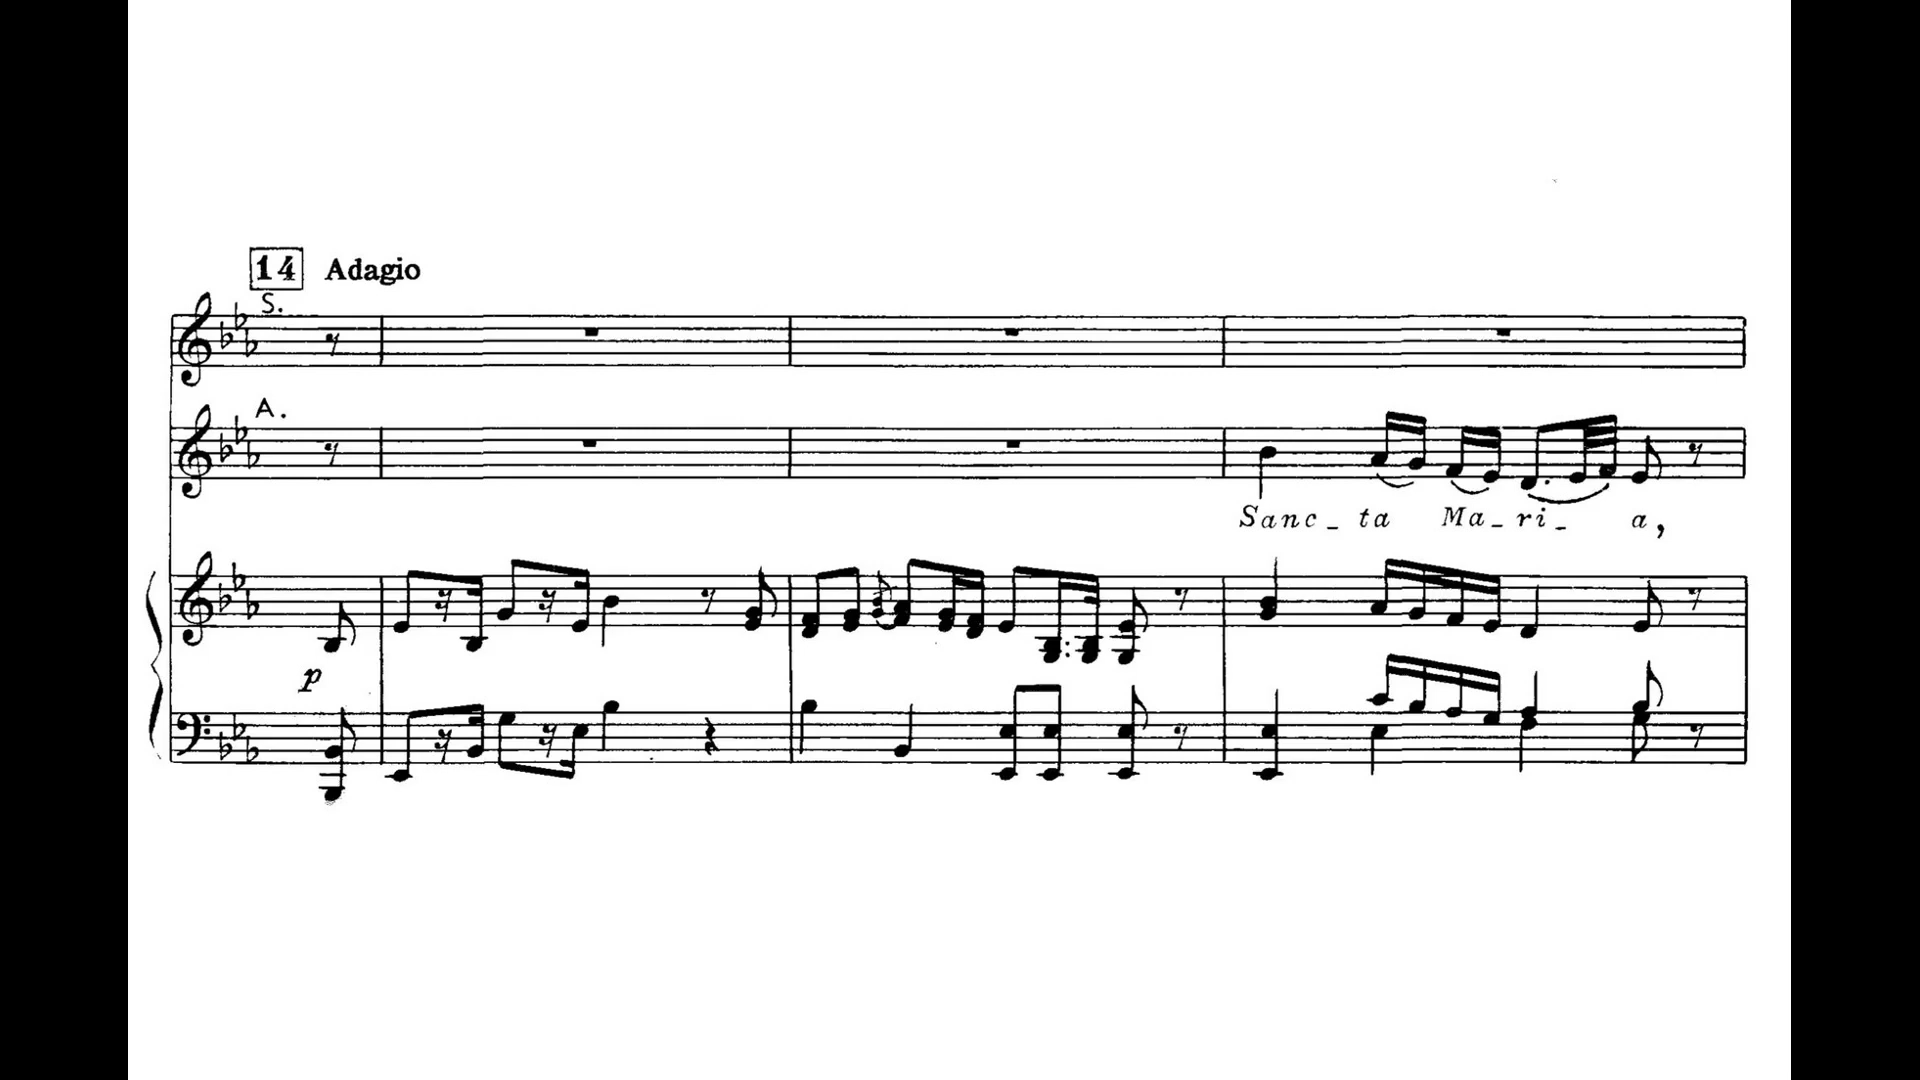 14 Adagio
S.
A.
Sanc_ta Ma_ri_ a,
p